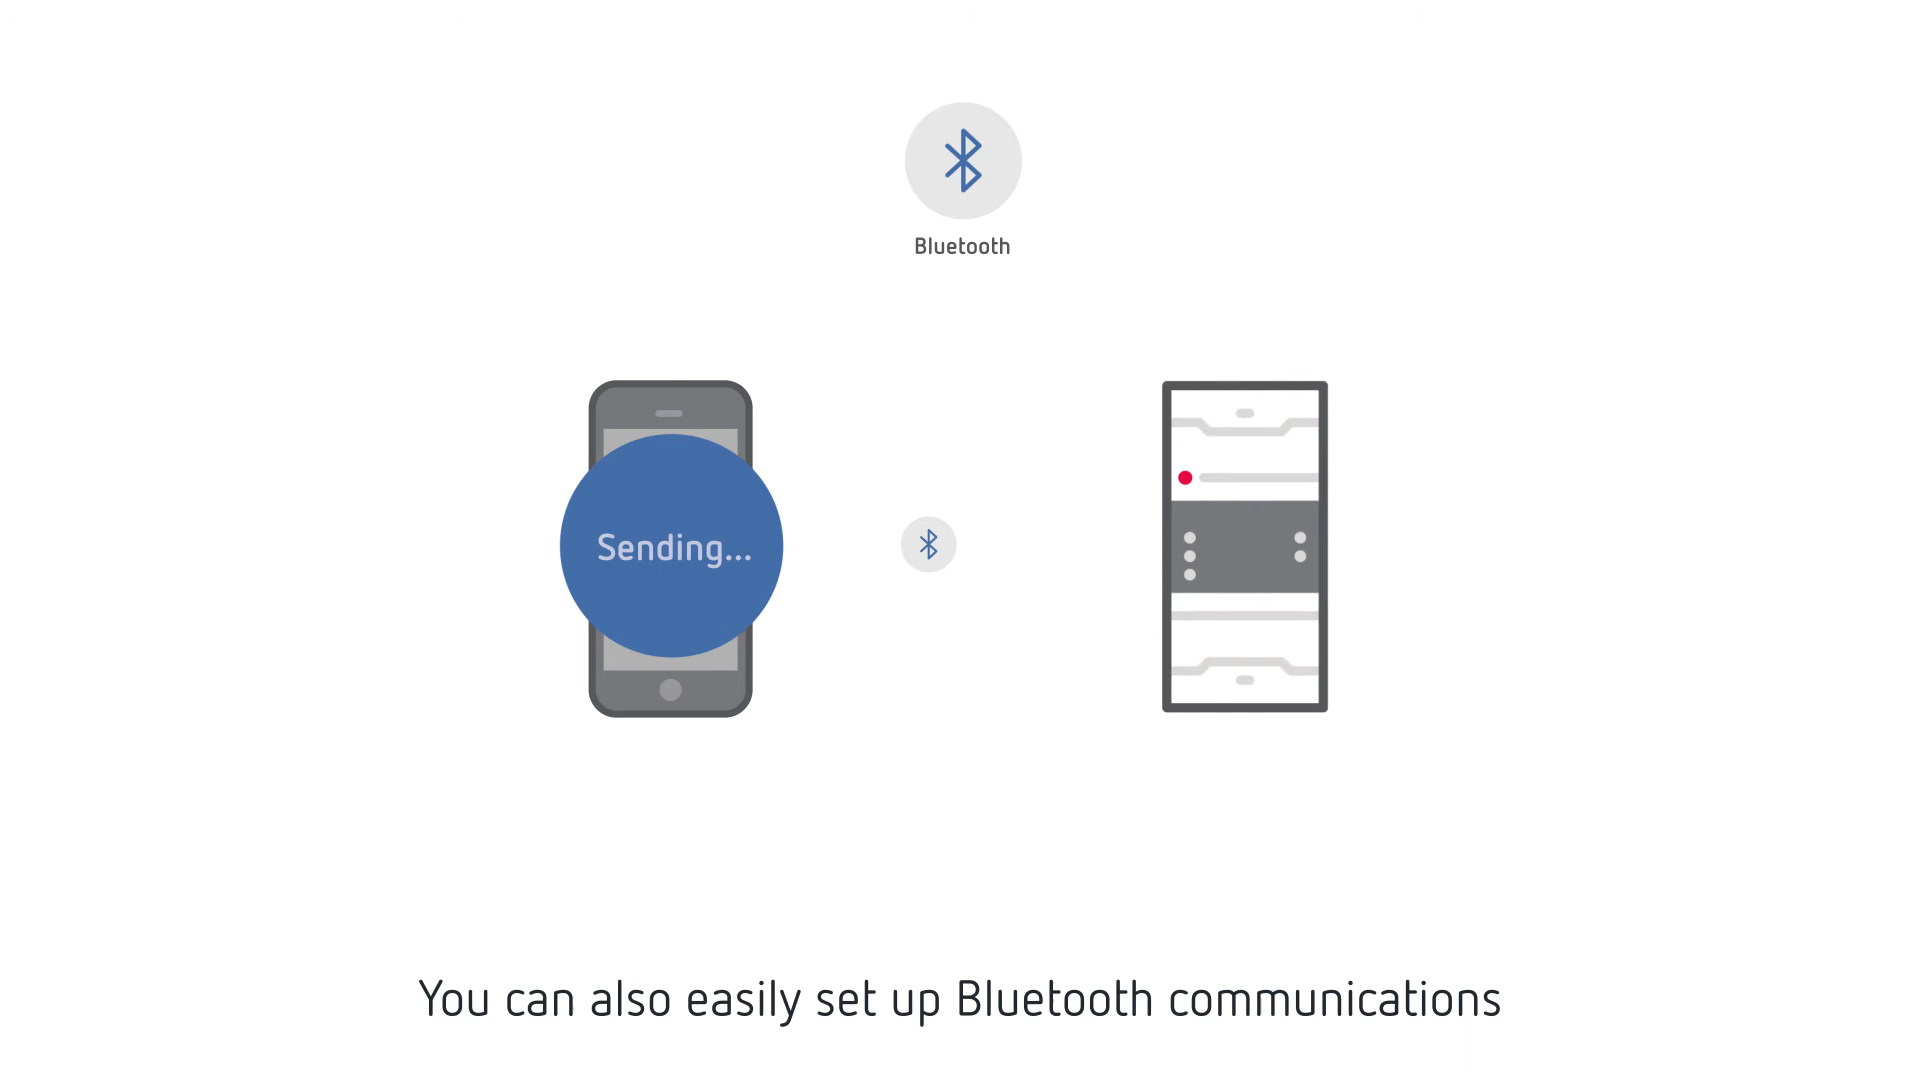 Bluetooth
Sending...
You can also easily set up Bluetooth communications